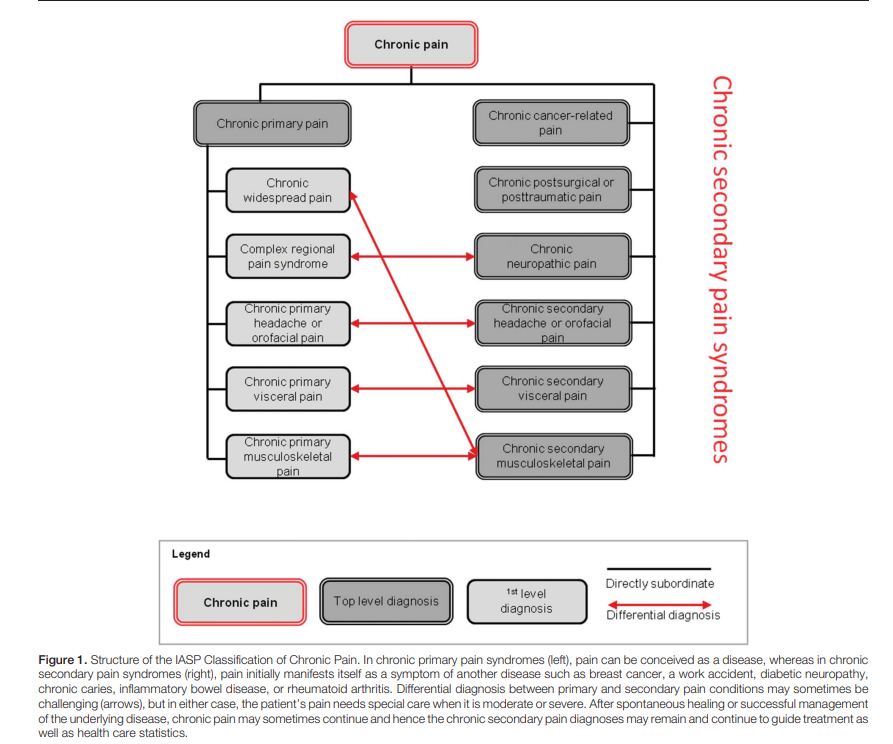 Chronic pain
Chronic primary pain
Chronic
widespread pain
Complex regional
pain syndrome
Chronic primary
headache or
orofacial pain
Chronic primary
visceral pain
Chronic primary
musculoskeletal
pain
Chronic cancer-related
pain
Chronic postsurgical or
posttraumatic pain
Chronic
neuropathic pain
Chronic secondary
headache or orofacial
pain
Chronic secondary
visceral pain
Chronic secondary
musculoskeletal pain
Chronic secondary pain syndromes
Legend
Chronic pain
Top level diagnosis
1st level
diagnosis
Directly subordinate
Differential diagnosis
Figure 1. Structure of the IASP Classification of Chronic Pain. In chronic primary pain syndromes (left), pain can be conceived as a disease, whereas in chronic
secondary pain syndromes (right), pain initially manifests itself as a symptom of another disease such as breast cancer, a work accident, diabetic neuropathy,
chronic caries, inflammatory bowel disease, or rheumatoid arthritis. Differential diagnosis between primary and secondary pain conditions may sometimes be
challenging (arrows), but in either case, the patient's pain needs special care when it is moderate or severe. After spontaneous healing or successful management
of the underlying disease, chronic pain may sometimes continue and hence the chronic secondary pain diagnoses may remain and continue to guide treatment as
well as health care statistics.